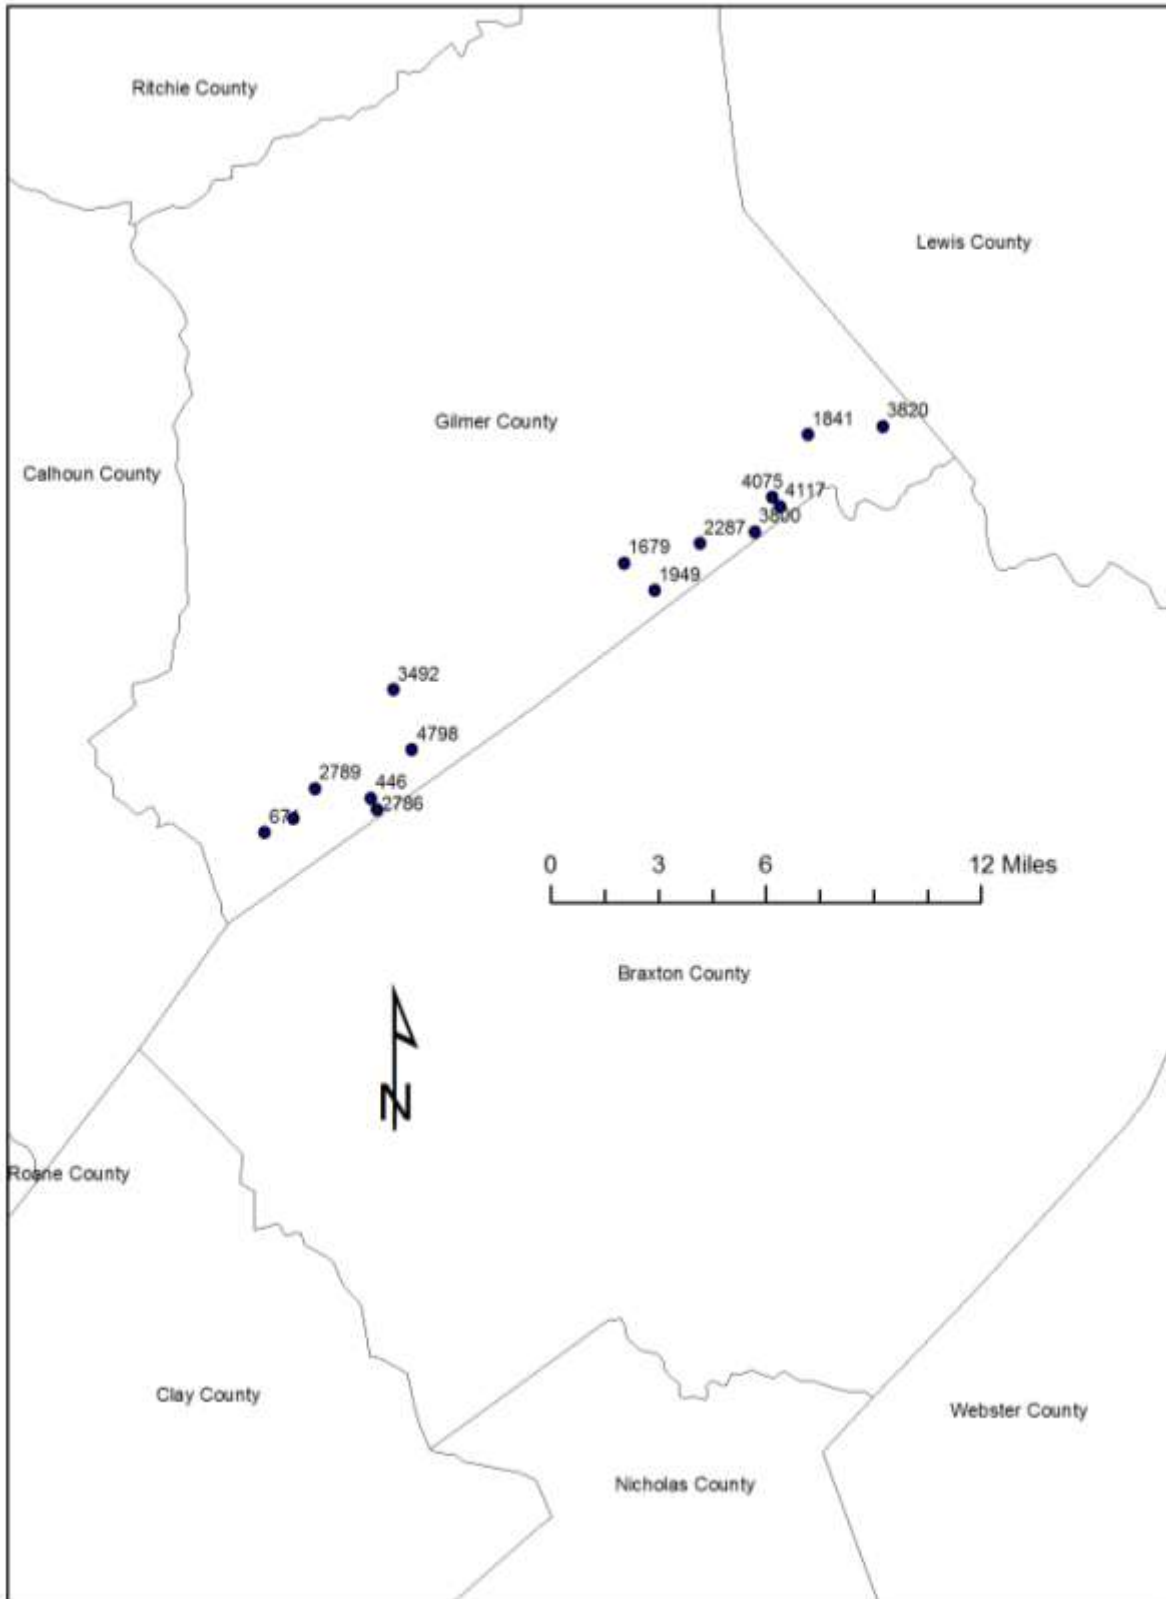 Ritchie County
Lewis County
Gilmer County
3820
1841
Calhoun County
4075
4117
2287
1679
1949
3492
4798
2789
446
2786
0 3 6 12 Miles
Braxton County
N
Roane County
Clay County
Webster County
Nicholas County